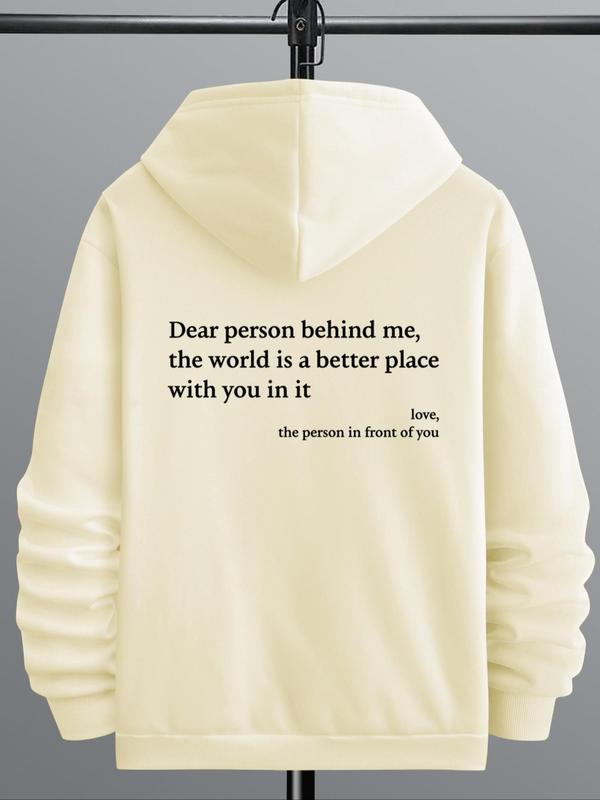 Dear person behind me,
the world is a better place
with you in it
love,
the person in front of you